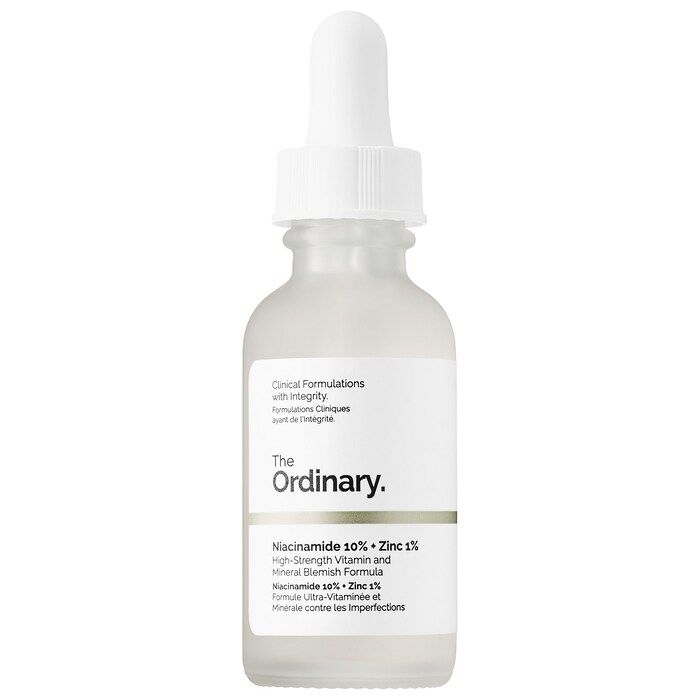 Clinical Formulations
with Integrity.
Formulations Cliniques
ayant de l'Intégrité.
The
Ordinary.
Niacinamide 10% + Zinc 1%
High-Strength Vitamin and
Mineral Blemish Formula
Niacinamide 10% + Zinc 1%
Formule Ultra-Vitaminée et
Minérale contre les Imperfections